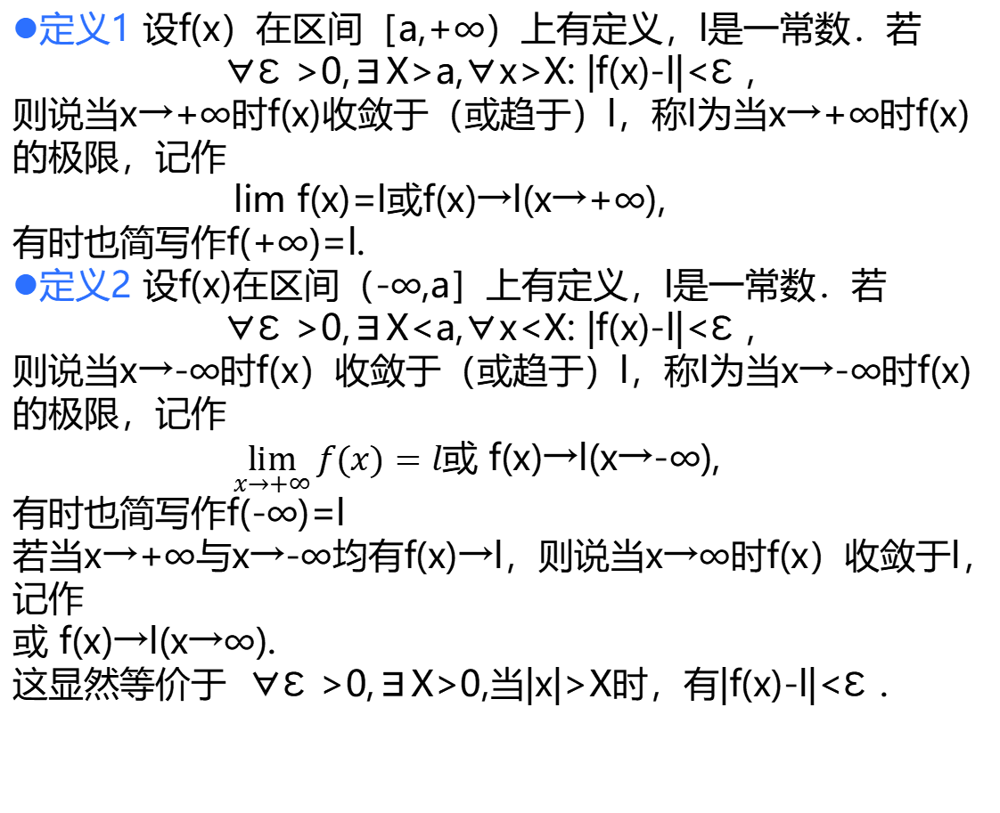 ●定义1 设f(x）在区间［a,+∞）上有定义，l是一常数．若
∀Ɛ >0,∃X>a,∀x>X: |f(x)-l|<Ɛ ,
则说当x→+∞时f(x)收敛于（或趋于）l，称l为当x→+∞时f(x)
的极限，记作
lim f(x)=l或f(x)→l(x→+∞),
有时也简写作f(+∞)=l.
●定义2 设f(x)在区间（-∞,a］上有定义，l是一常数．若
∀Ɛ >0,∃X<a,∀x<X: |f(x)-l|<Ɛ ,
则说当x→-∞时f(x）收敛于（或趋于）l，称l为当x→-∞时f(x)
的极限，记作
lim f(x) = l或 f(x)→l(x→-∞),
x→+∞
有时也简写作f(-∞)=l
若当x→+∞与x→-∞均有f(x)→l，则说当x→∞时f(x）收敛于l，
记作
或 f(x)→l(x→∞).
这显然等价于 ∀Ɛ >0,∃X>0,当|x|>X时，有|f(x)-l|<Ɛ .